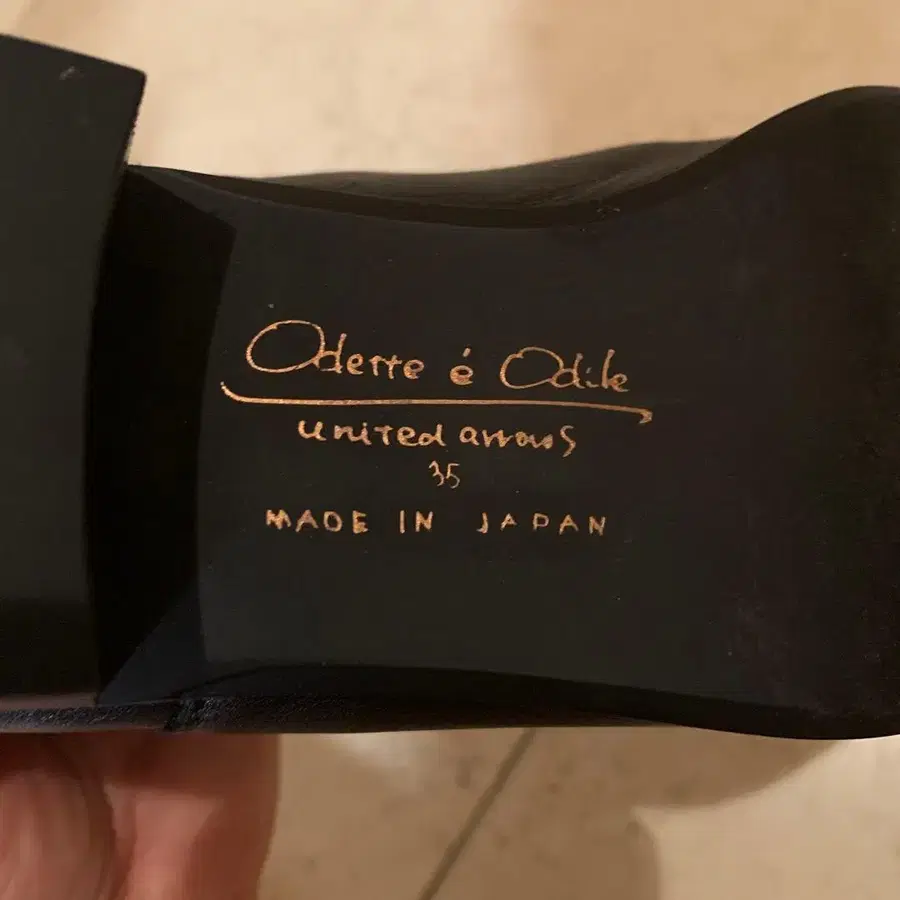 Odette é Odile
united arrows
35
MADE IN JAPAN